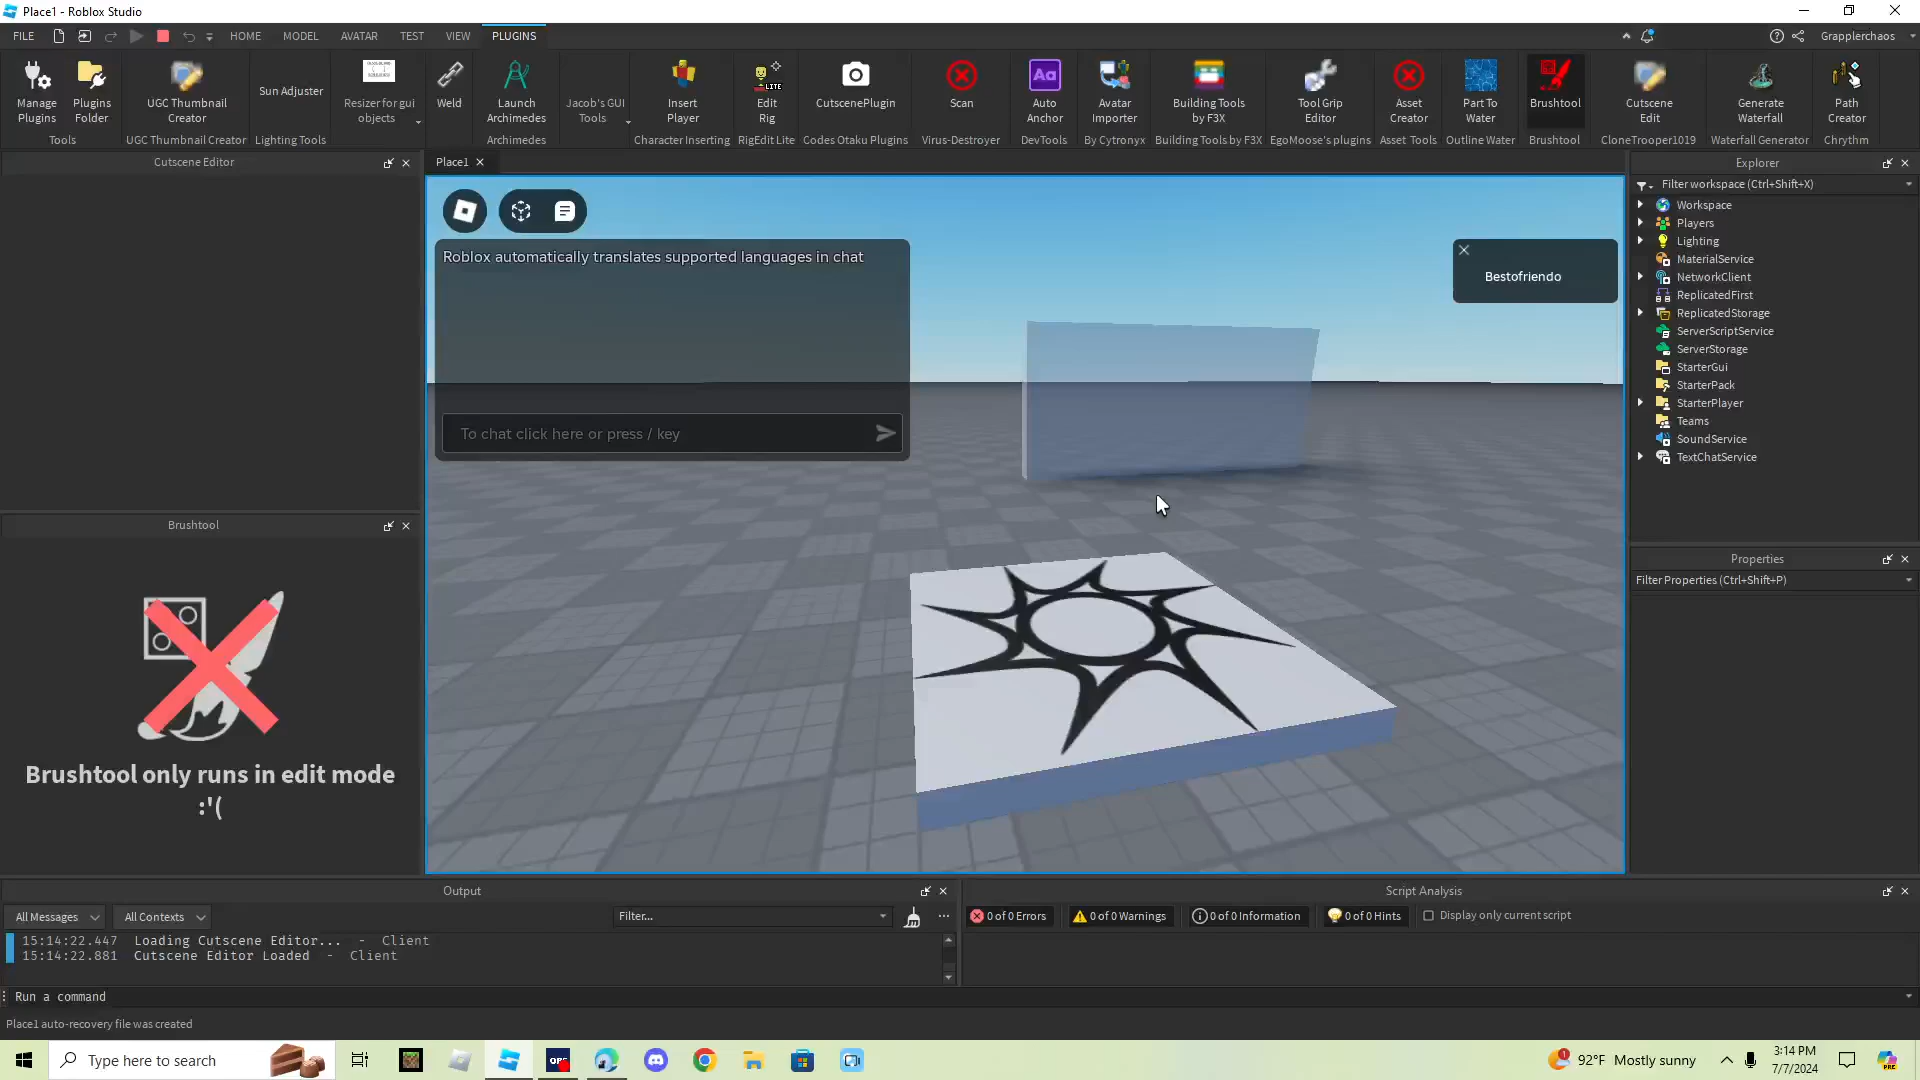 Place1 - Roblox Studio
FILE
HOME
MODEL
AVATAR
TEST
VIEW
PLUGINS
Grapplerchaos
Manage Plugins
Plugins Folder
Tools
UGC Thumbnail Creator
UGC Thumbnail Creator
Sun Adjuster
Lighting Tools
Resizer for gui objects
Weld
Launch Archimedes
Archimedes
Jacob's GUI Tools
Insert Player
Character Inserting
LITE
Edit Rig
RigEdit Lite
CutscenePlugin
Codes Otaku Plugins
Scan
Virus-Destroyer
Aa
Auto Anchor
DevTools
Avatar Importer
By Cytronyx
Building Tools by F3X
Building Tools by F3X
Tool Grip Editor
EgoMoose's plugins
Asset Creator
Asset Tools
Part To Water
Outline Water
Brushtool
Brushtool
Cutscene Edit
CloneTrooper1019
Generate Waterfall
Waterfall Generator
Path Creator
Chrythm
Cutscene Editor
Brushtool
Brushtool only runs in edit mode
:'(
Place1
Roblox automatically translates supported languages in chat
To chat click here or press / key
Bestofriendo
Explorer
Filter workspace (Ctrl+Shift+X)
Workspace
Players
Lighting
MaterialService
NetworkClient
ReplicatedFirst
ReplicatedStorage
ServerScriptService
ServerStorage
StarterGui
StarterPack
StarterPlayer
Teams
SoundService
TextChatService
Properties
Filter Properties (Ctrl+Shift+P)
Output
All Messages
All Contexts
Filter...
15:14:22.447 Loading Cutscene Editor... - Client
15:14:22.881 Cutscene Editor Loaded - Client
Script Analysis
0 of 0 Errors
0 of 0 Warnings
0 of 0 Information
0 of 0 Hints
Display only current script
Run a command
Place1 auto-recovery file was created
Type here to search
1
92°F Mostly sunny
3:14 PM
7/7/2024
PRE